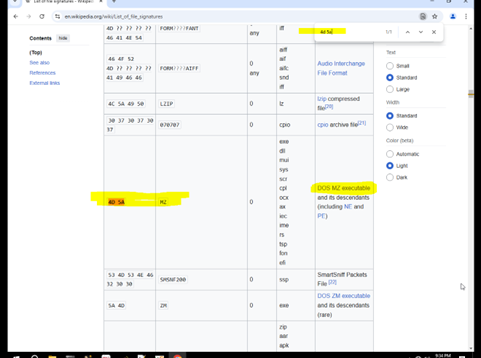 List of file signatures
en.wikipedia.org/wiki/List_of_file_signatures
4d 5a
1/1
Contents hide
(Top)
See also
References
External links
4D ?? ?? ?? ??
46 41 4E 54
FORM????FANT
any
iff
46 4F 52
4D ?? ?? ?? ??
41 49 46 46
FORM????AIFF
0
any
aiff
aif
aifc
snd
iff
Audio Interchange
File Format
4C 5A 49 50
LZIP
0
lz
lzip compressed
file[20]
30 37 30 37 30
37
070707
0
cpio
cpio archive file[21]
4D 5A
MZ
0
exe
dll
mui
sys
scr
cpl
ocx
ax
iec
ime
rs
tsp
fon
efi
DOS MZ executable
and its descendants
(including NE and
PE)
53 4D 53 4E 46
32 30 30
SMSNF200
0
ssp
SmartSniff Packets
File [22]
5A 4D
ZM
0
exe
DOS ZM executable
and its descendants
(rare)
zip
aar
apk
Text
Small
Standard
Large
Width
Standard
Wide
Color (beta)
Automatic
Light
Dark
9:34 PM